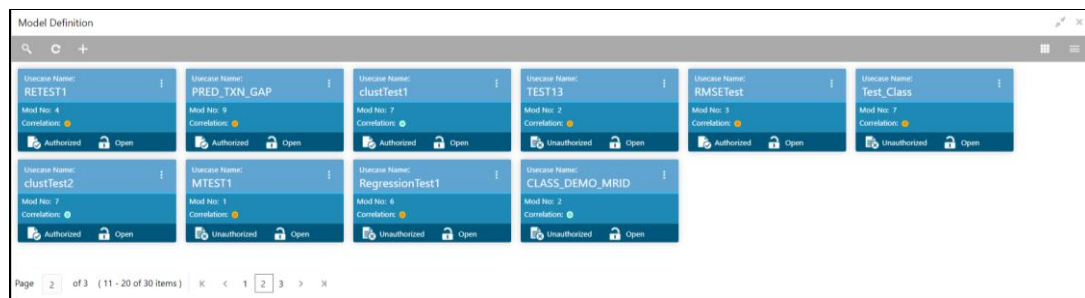 Model Definition
Usecase Name:
RETEST1
Mod No: 4
Correlation:
Authorized Open
Usecase Name:
PRED_TXN_GAP
Mod No: 9
Correlation:
Authorized Open
Usecase Name:
clustTest1
Mod No: 7
Correlation:
Authorized Open
Usecase Name:
TEST13
Mod No: 2
Correlation:
Unauthorized Open
Usecase Name:
RMSETest
Mod No: 3
Correlation:
Authorized Open
Usecase Name:
Test_Class
Mod No: 7
Correlation:
Unauthorized Open
Usecase Name:
clustTest2
Mod No: 7
Correlation:
Authorized Open
Usecase Name:
MTEST1
Mod No: 1
Correlation:
Unauthorized Open
Usecase Name:
RegressionTest1
Mod No: 6
Correlation:
Authorized Open
Usecase Name:
CLASS_DEMO_MRID
Mod No: 2
Correlation:
Unauthorized Open
Page 2 of 3 ( 11 - 20 of 30 items ) 1 2 3